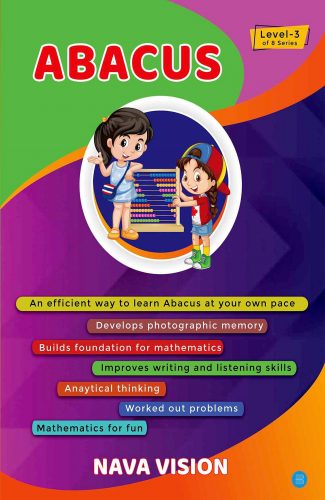 Level-3
of 8 Series
ABACUS
An efficient way to learn Abacus at your own pace
Develops photographic memory
Builds foundation for mathematics
Improves writing and listening skills
Anaytical thinking
Worked out problems
Mathematics for fun
NAVA VISION